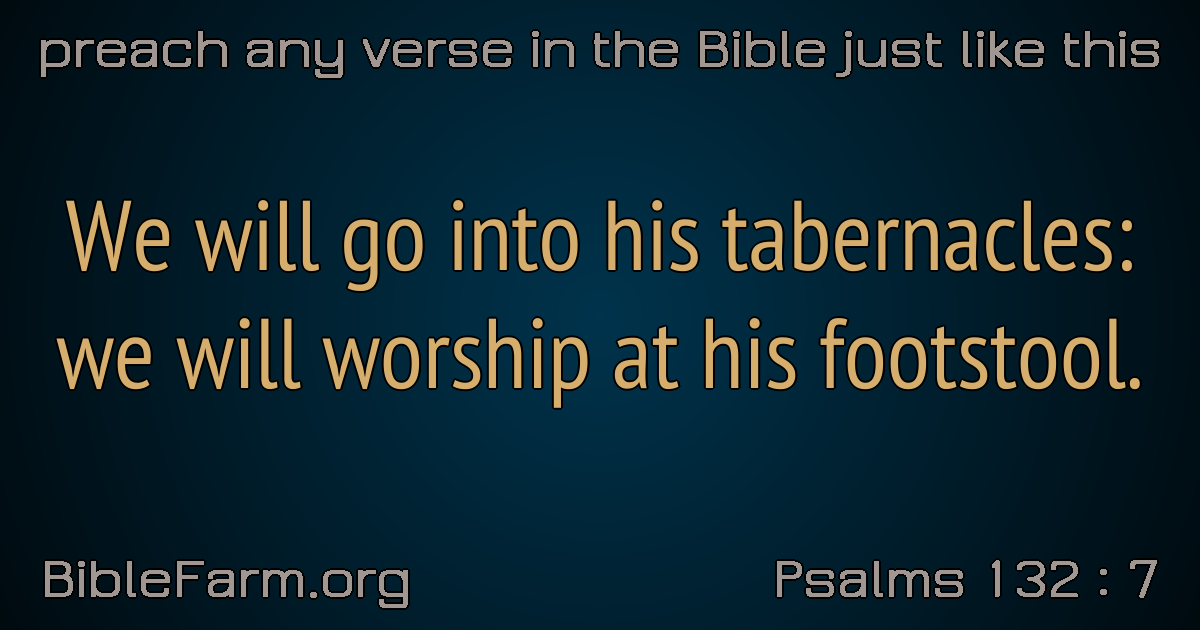 preach any verse in the Bible just like this
We will go into his tabernacles:
we will worship at his footstool.
BibleFarm.org
Psalms 132 : 7